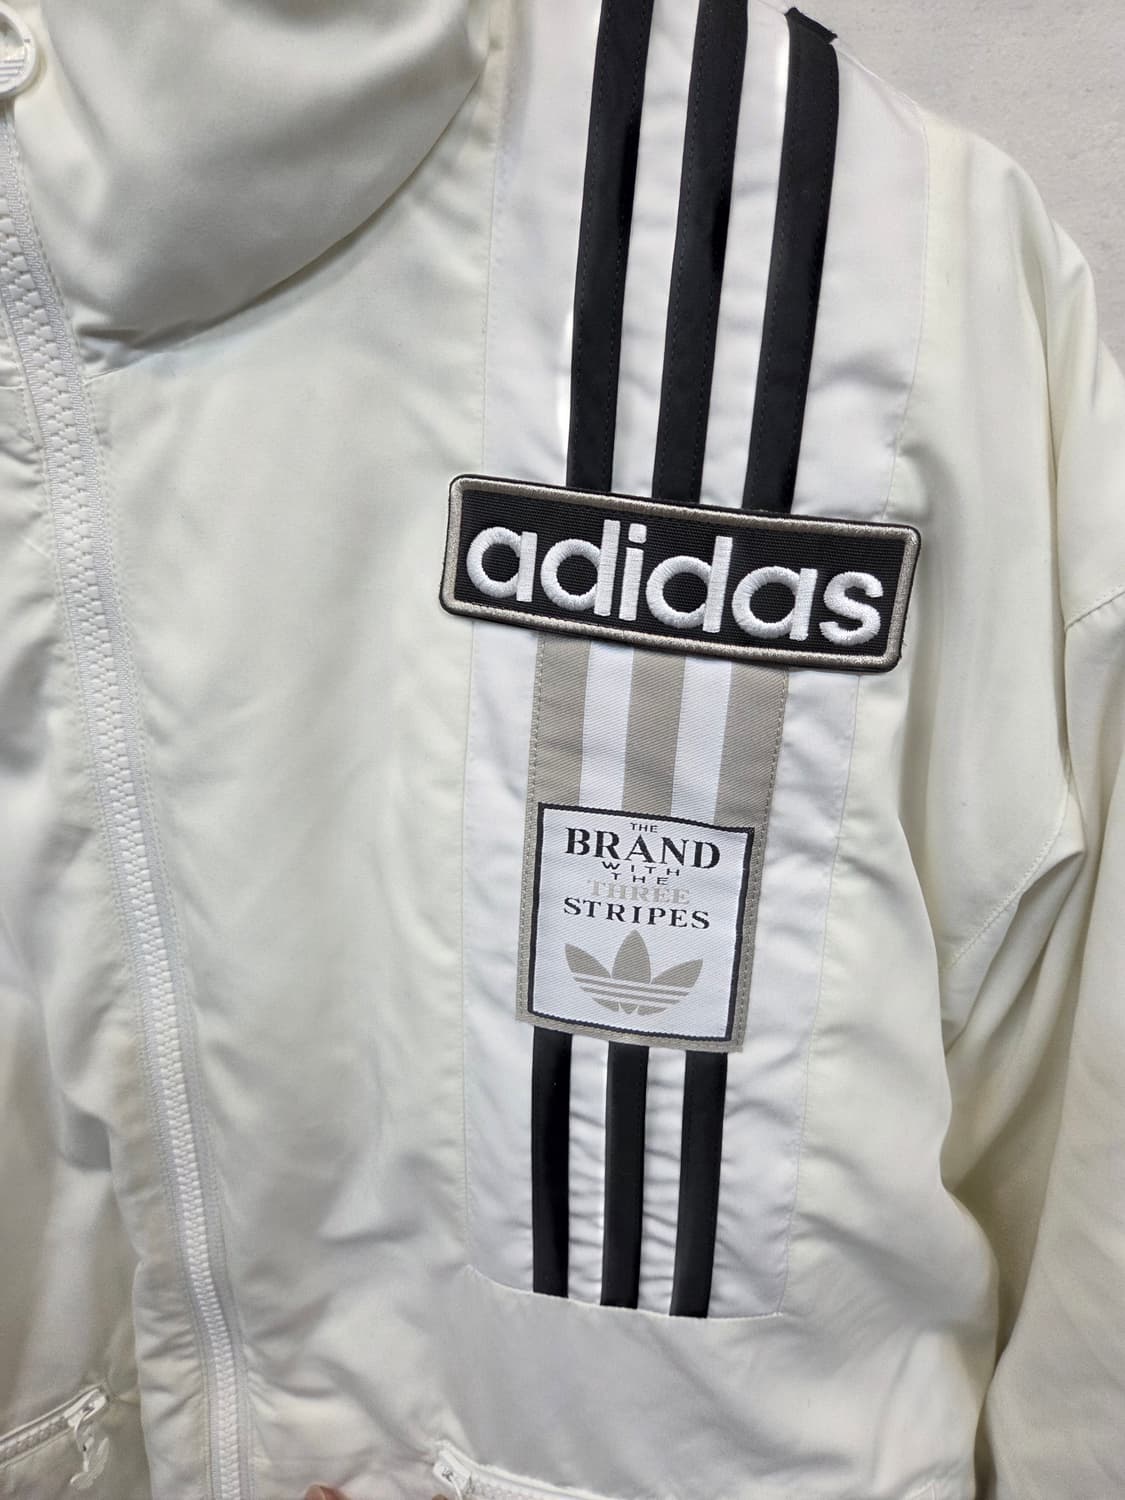 adidas
THE
BRAND
WITH
THE
THREE
STRIPES